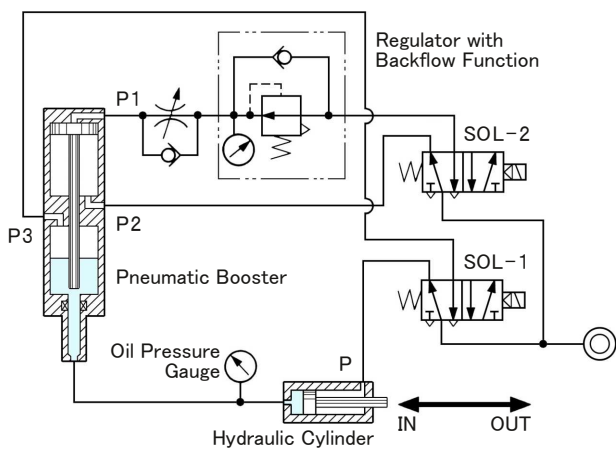 Regulator with
Backflow Function
P1
SOL-2
P2
P3
SOL-1
Pneumatic Booster
Oil Pressure
Gauge
P
IN
OUT
Hydraulic Cylinder